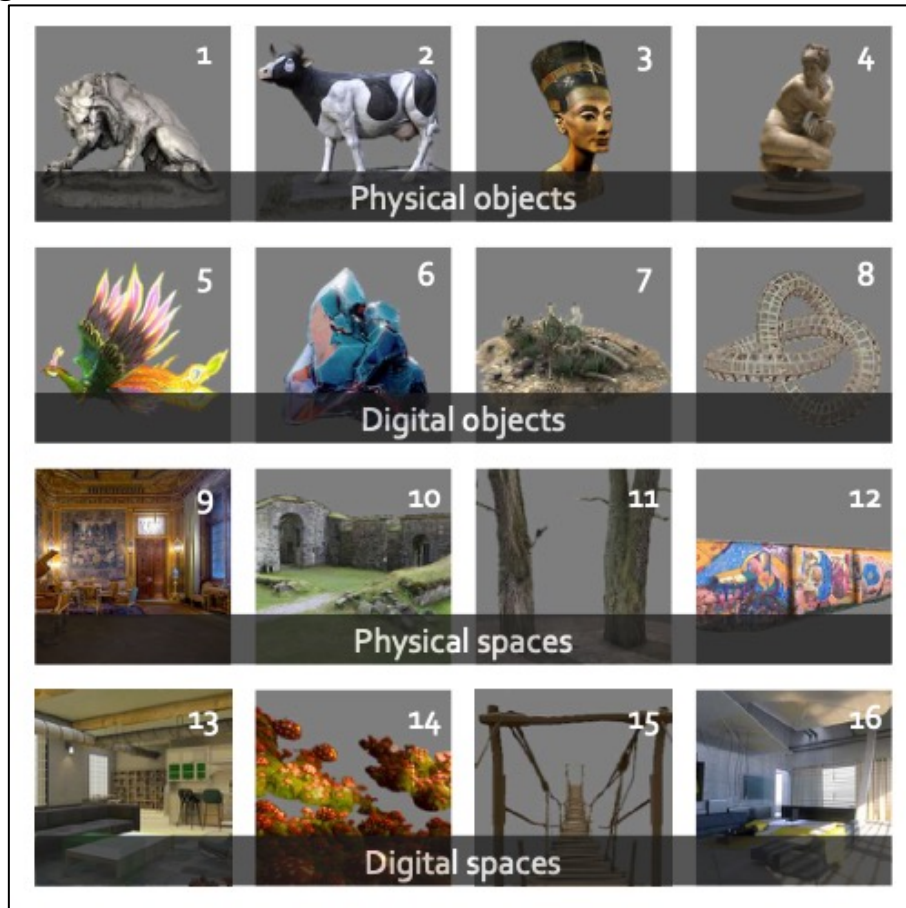 1 2 3 4
Physical objects
5 6 7 8
Digital objects
9 10 11 12
Physical spaces
13 14 15 16
Digital spaces